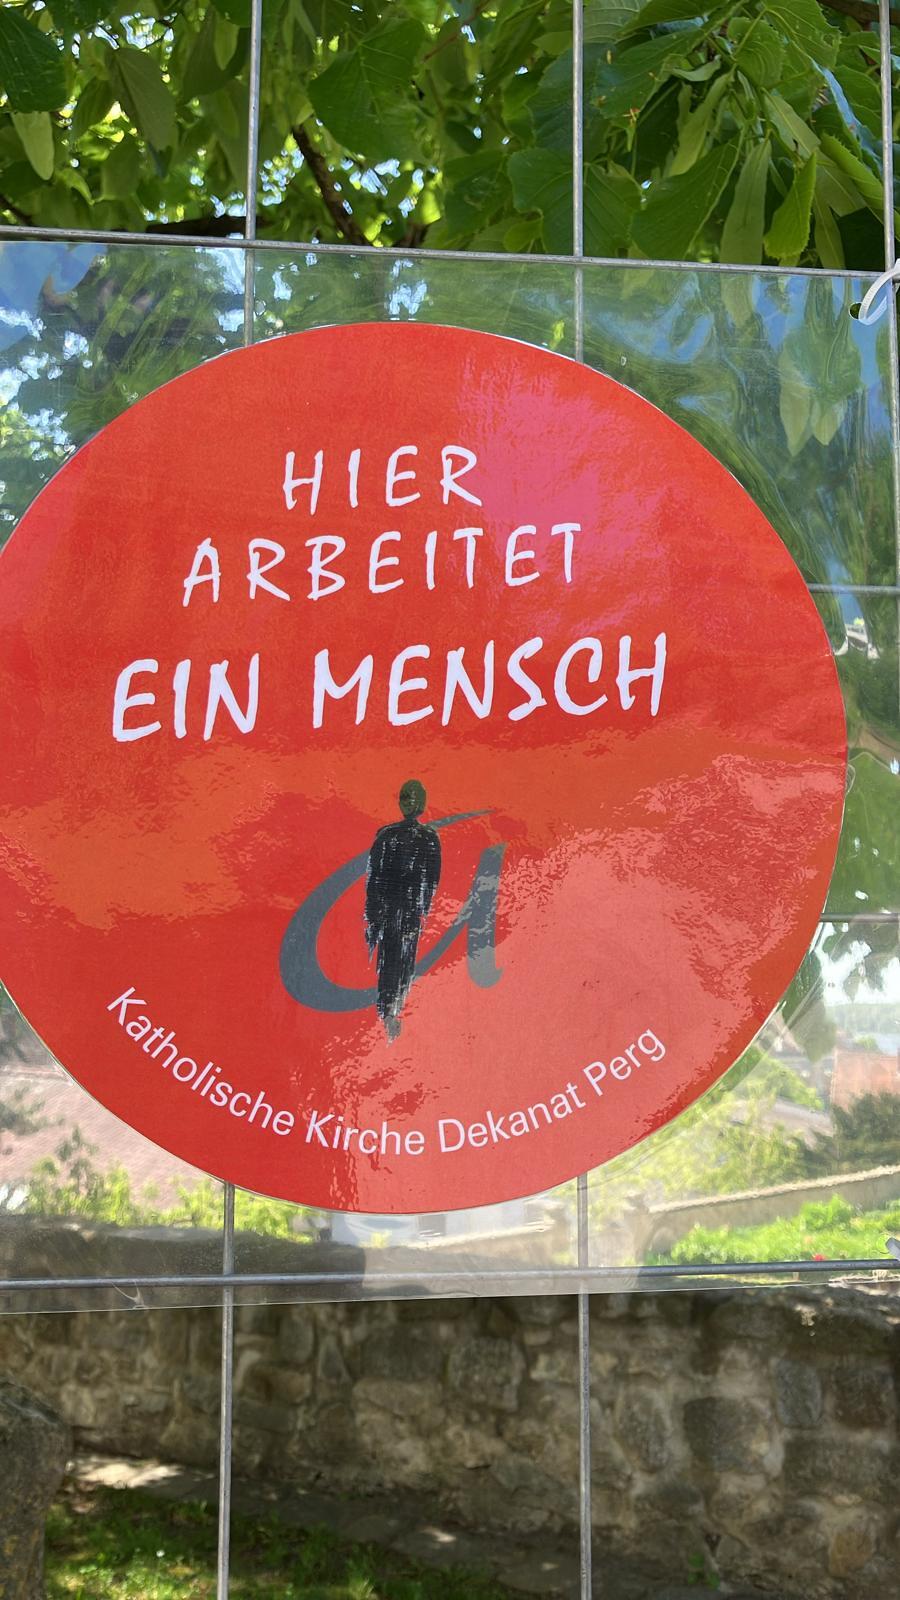 HIER
ARBEITET
EIN MENSCH
a
Katholische Kirche Dekanat Perg